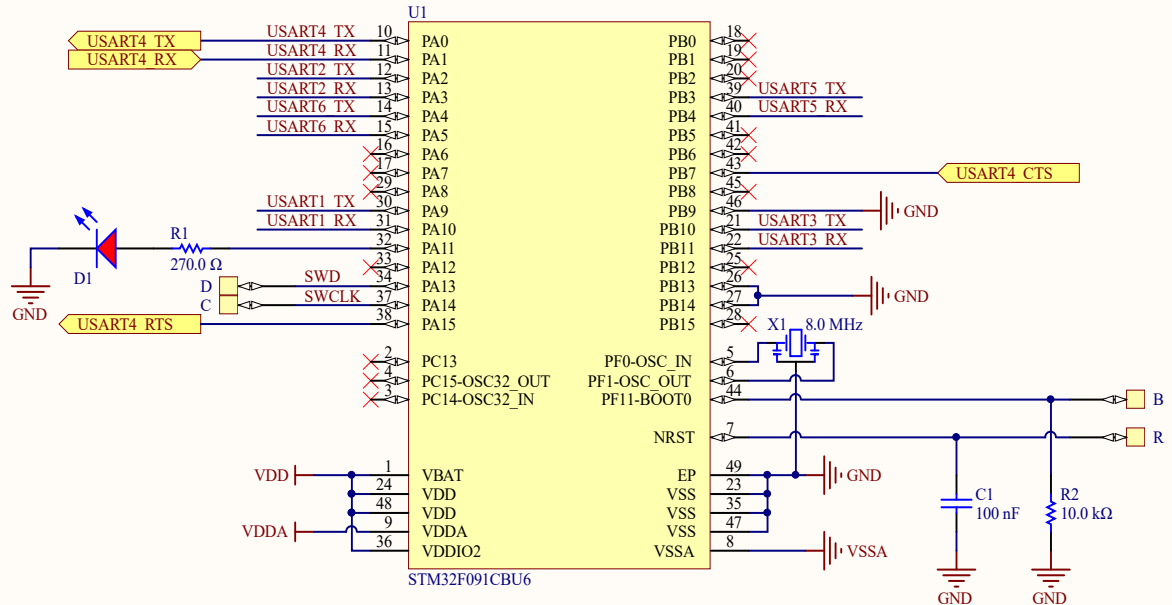 U1
USART4_TX USART4_TX 10 PA0 PB0 18
USART4_RX USART4_RX 11 PA1 PB1 19
USART2_TX 12 PA2 PB2 20
USART2_RX 13 PA3 PB3 39 USART5_TX
USART6_TX 14 PA4 PB4 40 USART5_RX
USART6_RX 15 PA5 PB5 41
16 PA6 PB6 42
17 PA7 PB7 43 USART4_CTS
29 PA8 PB8 45
USART1_TX 30 PA9 PB9 46 GND
USART1_RX 31 PA10 PB10 21 USART3_TX
R1 32 PA11 PB11 22 USART3_RX
D1 270.0 Ω 33 PA12 PB12 25
D SWD 34 PA13 PB13 26
C SWCLK 37 PA14 PB14 27 GND
GND
USART4_RTS 38 PA15 PB15 28
X1 8.0 MHz
2 PC13 PF0-OSC_IN 5
4 PC15-OSC32_OUT PF1-OSC_OUT 6
3 PC14-OSC32_IN PF11-BOOT0 44 B
NRST 7 R
VDD 1 VBAT EP 49 GND
24 VDD VSS 23
48 VDD VSS 35
VDDA 9 VDDA VSS 47
36 VDDIO2 VSSA 8 VSSA
C1
100 nF
R2
10.0 kΩ
STM32F091CBU6
GND GND